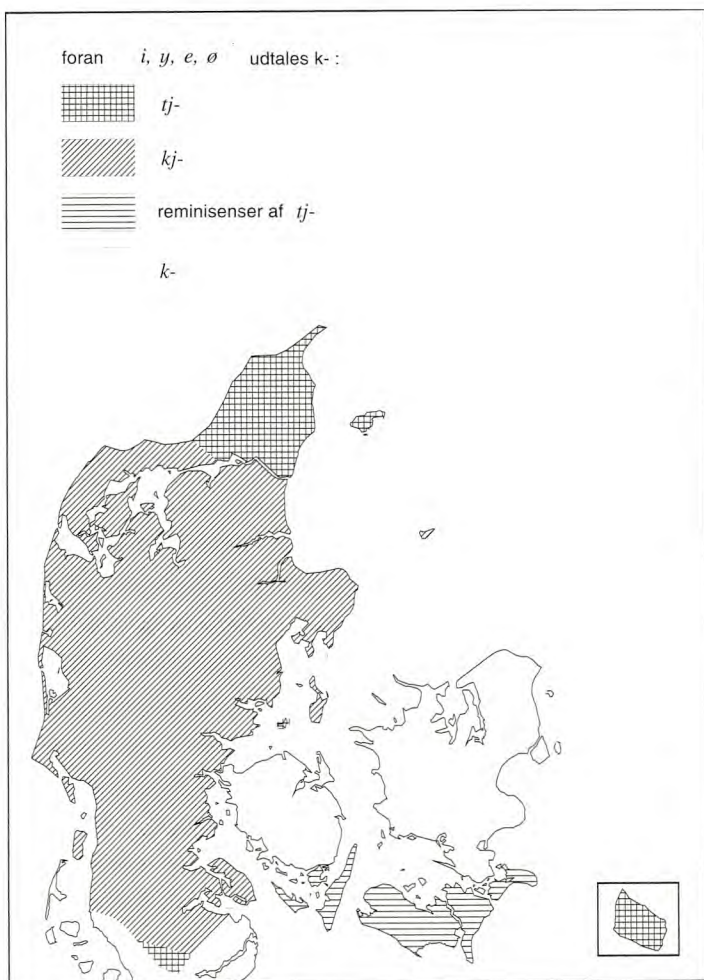 foran i, y, e, ø udtales k- :
tj-
kj-
reminisenser af tj-
k-